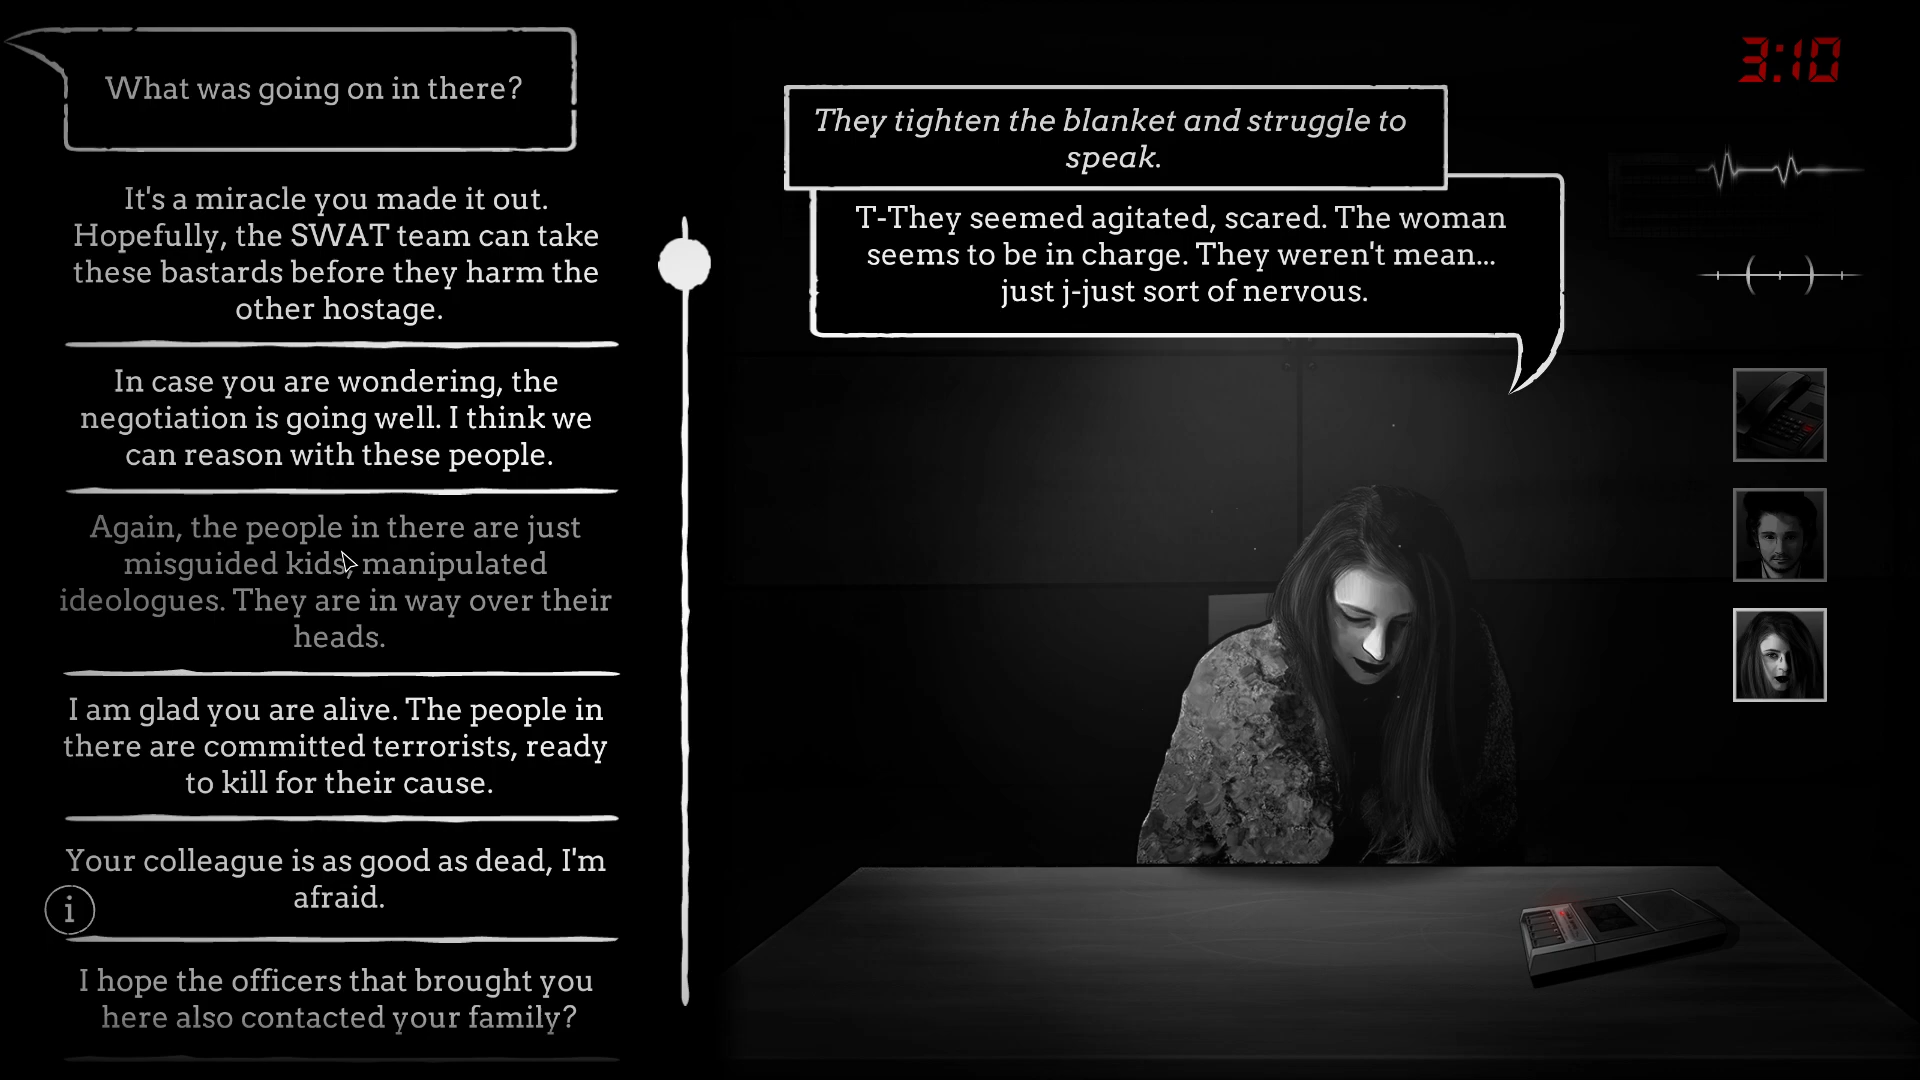 What was going on in there?
It's a miracle you made it out.
Hopefully, the SWAT team can take
these bastards before they harm the
other hostage.
In case you are wondering, the
negotiation is going well. I think we
can reason with these people.
Again, the people in there are just
misguided kids, manipulated
ideologues. They are in way over their
heads.
I am glad you are alive. The people in
there are committed terrorists, ready
to kill for their cause.
Your colleague is as good as dead, I'm
afraid.
i
I hope the officers that brought you
here also contacted your family?
They tighten the blanket and struggle to
speak.
T-They seemed agitated, scared. The woman
seems to be in charge. They weren't mean...
just j-just sort of nervous.
3:10